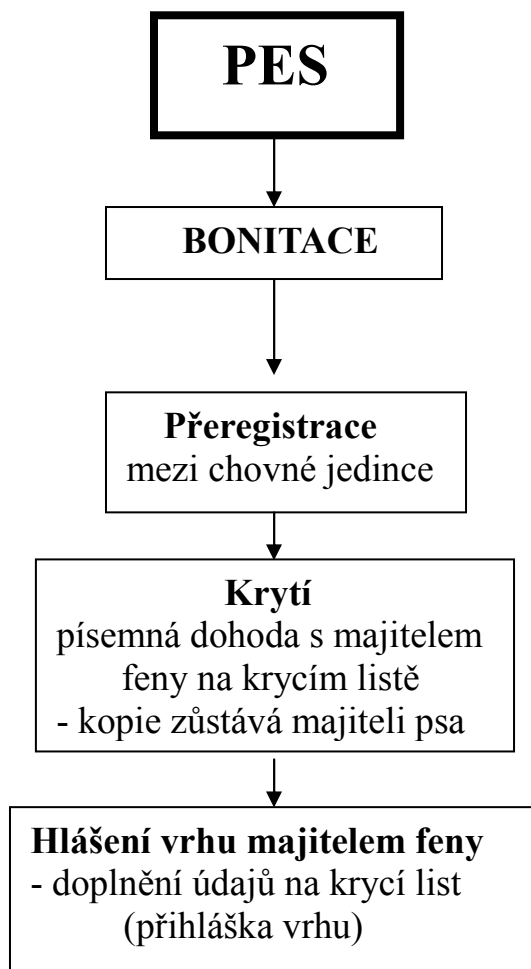 PES
BONITACE
Přeregistrace
mezi chovné jedince
Krytí
písemná dohoda s majitelem
feny na krycím listě
- kopie zůstává majiteli psa
Hlášení vrhu majitelem feny
- doplnění údajů na krycí list
(přihláška vrhu)